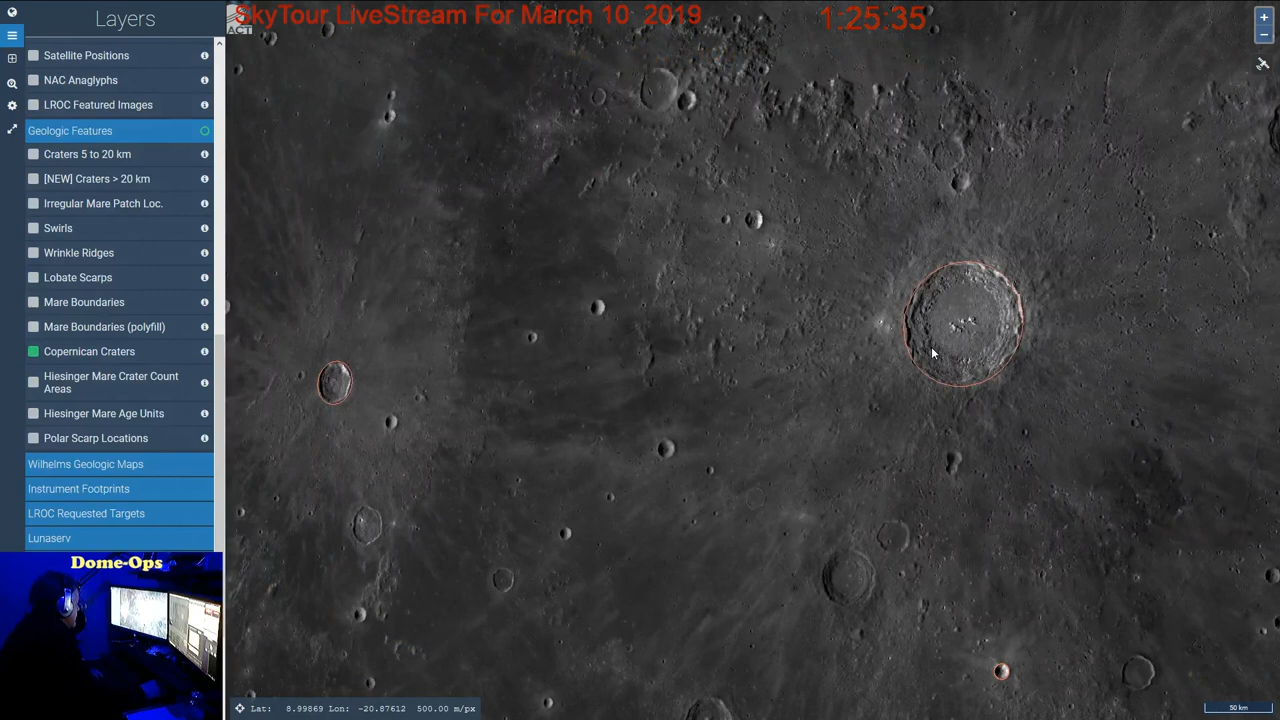 Layers
SkyTour LiveStream For March 10 2019
1:25:35
ACT
Satellite Positions
NAC Anaglyphs
LROC Featured Images
Geologic Features
Craters 5 to 20 km
[NEW] Craters > 20 km
Irregular Mare Patch Loc.
Swirls
Wrinkle Ridges
Lobate Scarps
Mare Boundaries
Mare Boundaries (polyfill)
Copernican Craters
Hiesinger Mare Crater Count
Areas
Hiesinger Mare Age Units
Polar Scarp Locations
Wilhelms Geologic Maps
Instrument Footprints
LROC Requested Targets
Lunaserv
Dome-Ops
Lat: 8.99869 Lon: -20.87612 500.00 m/px
50 km